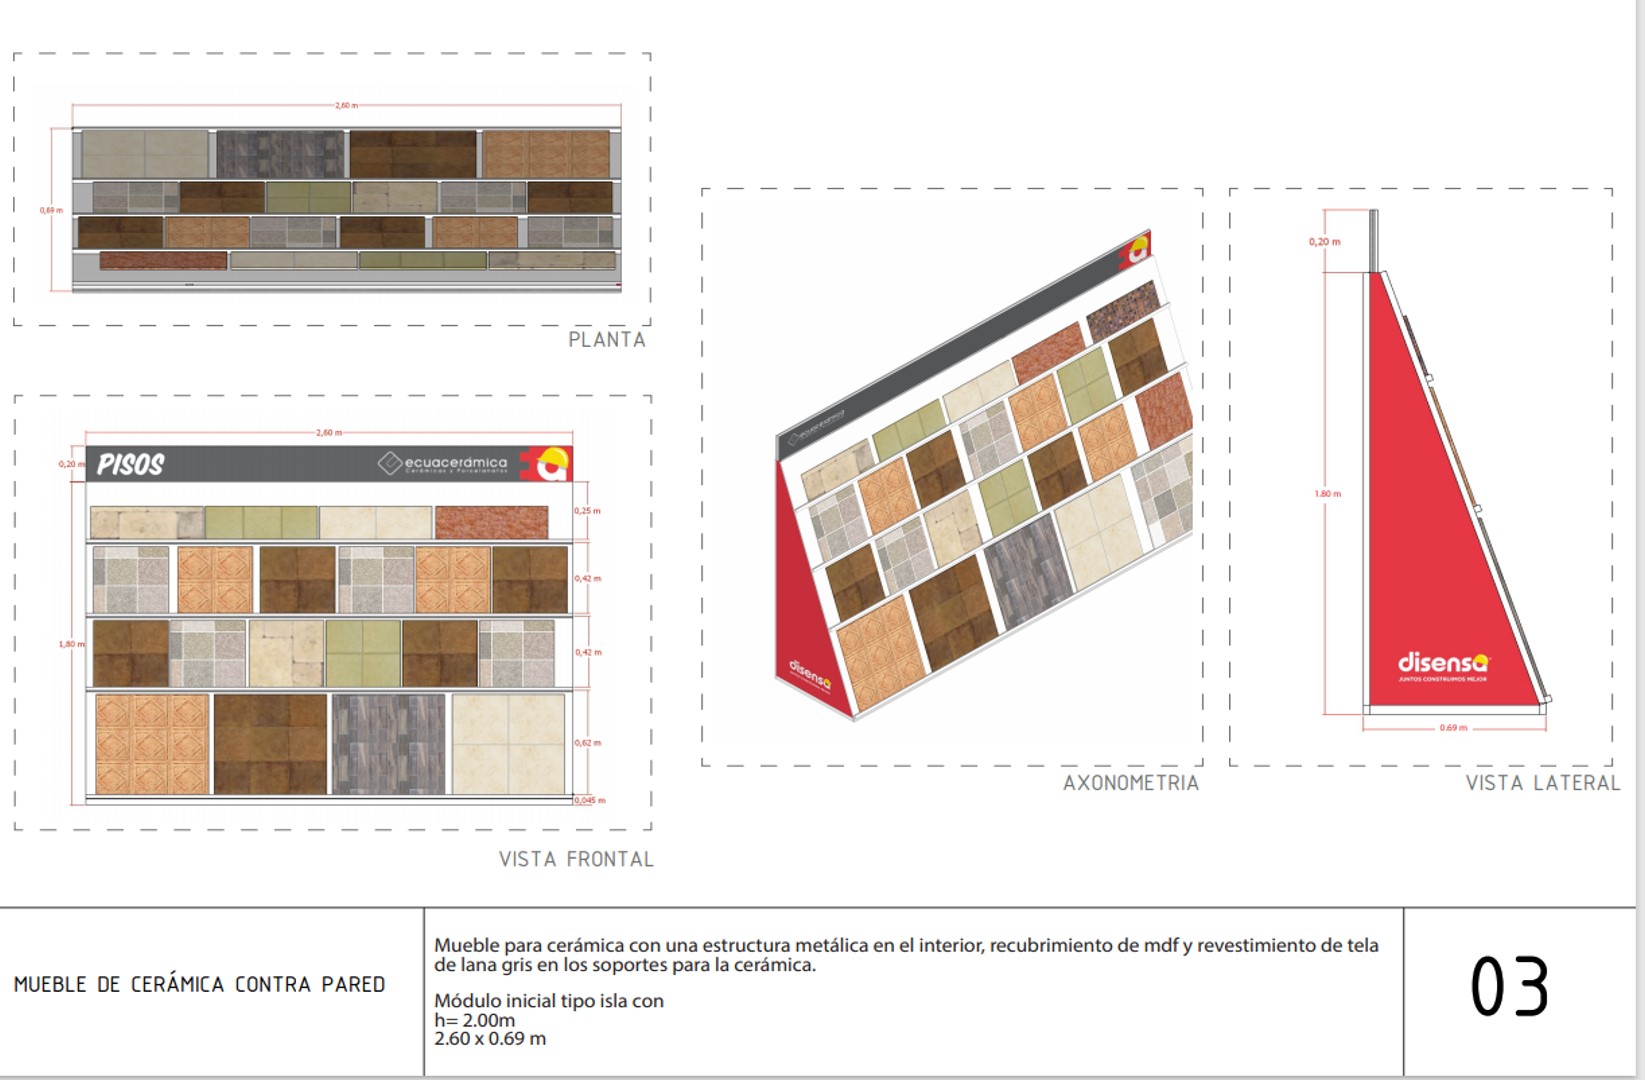 2,60 m
0,69 m
PLANTA
2,60 m
0,20 m
PISOS
ecuacerámica
Cerámicas y Porcelanatos
0,25 m
0,42 m
1,80 m
0,42 m
0,62 m
0,045 m
VISTA FRONTAL
ecuacerámica
disensa
AXONOMETRIA
0,20 m
1.80 m
disensa
JUNTOS CONSTRUIMOS MEJOR
0.69 m
VISTA LATERAL
MUEBLE DE CERÁMICA CONTRA PARED
Mueble para cerámica con una estructura metálica en el interior, recubrimiento de mdf y revestimiento de tela
de lana gris en los soportes para la cerámica.
Módulo inicial tipo isla con
h= 2.00m
2.60 x 0.69 m
03